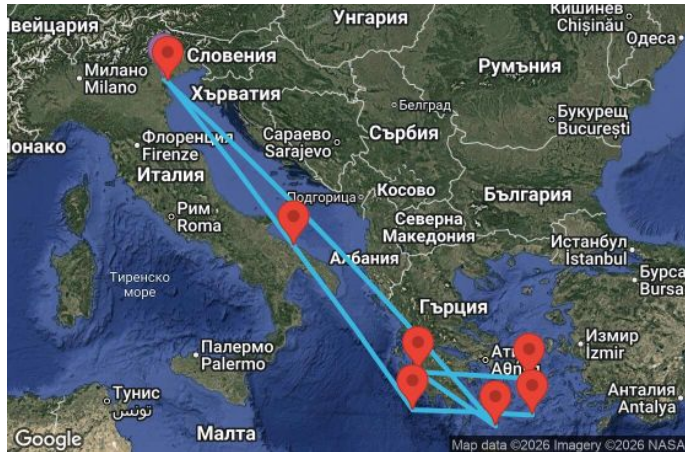 Швейцария
Унгария
Кишинев
Chișinău
Одеса
Милано
Milano
Словения
Румъния
Хърватия
Белград
Букурещ
București
Монако
Флоренция
Firenze
Сараево
Sarajevo
Сърбия
Италия
Подгорица
Косово
България
Рим
Roma
Северна
Македония
Истанбул
İstanbul
Албания
Бурса
Bursa
Тиренско
море
Гърция
Палермо
Palermo
Измир
İzmir
Тунис
تونس
Анталия
Antalya
Малта
Google
Map data ©2026 Imagery ©2026 NASA